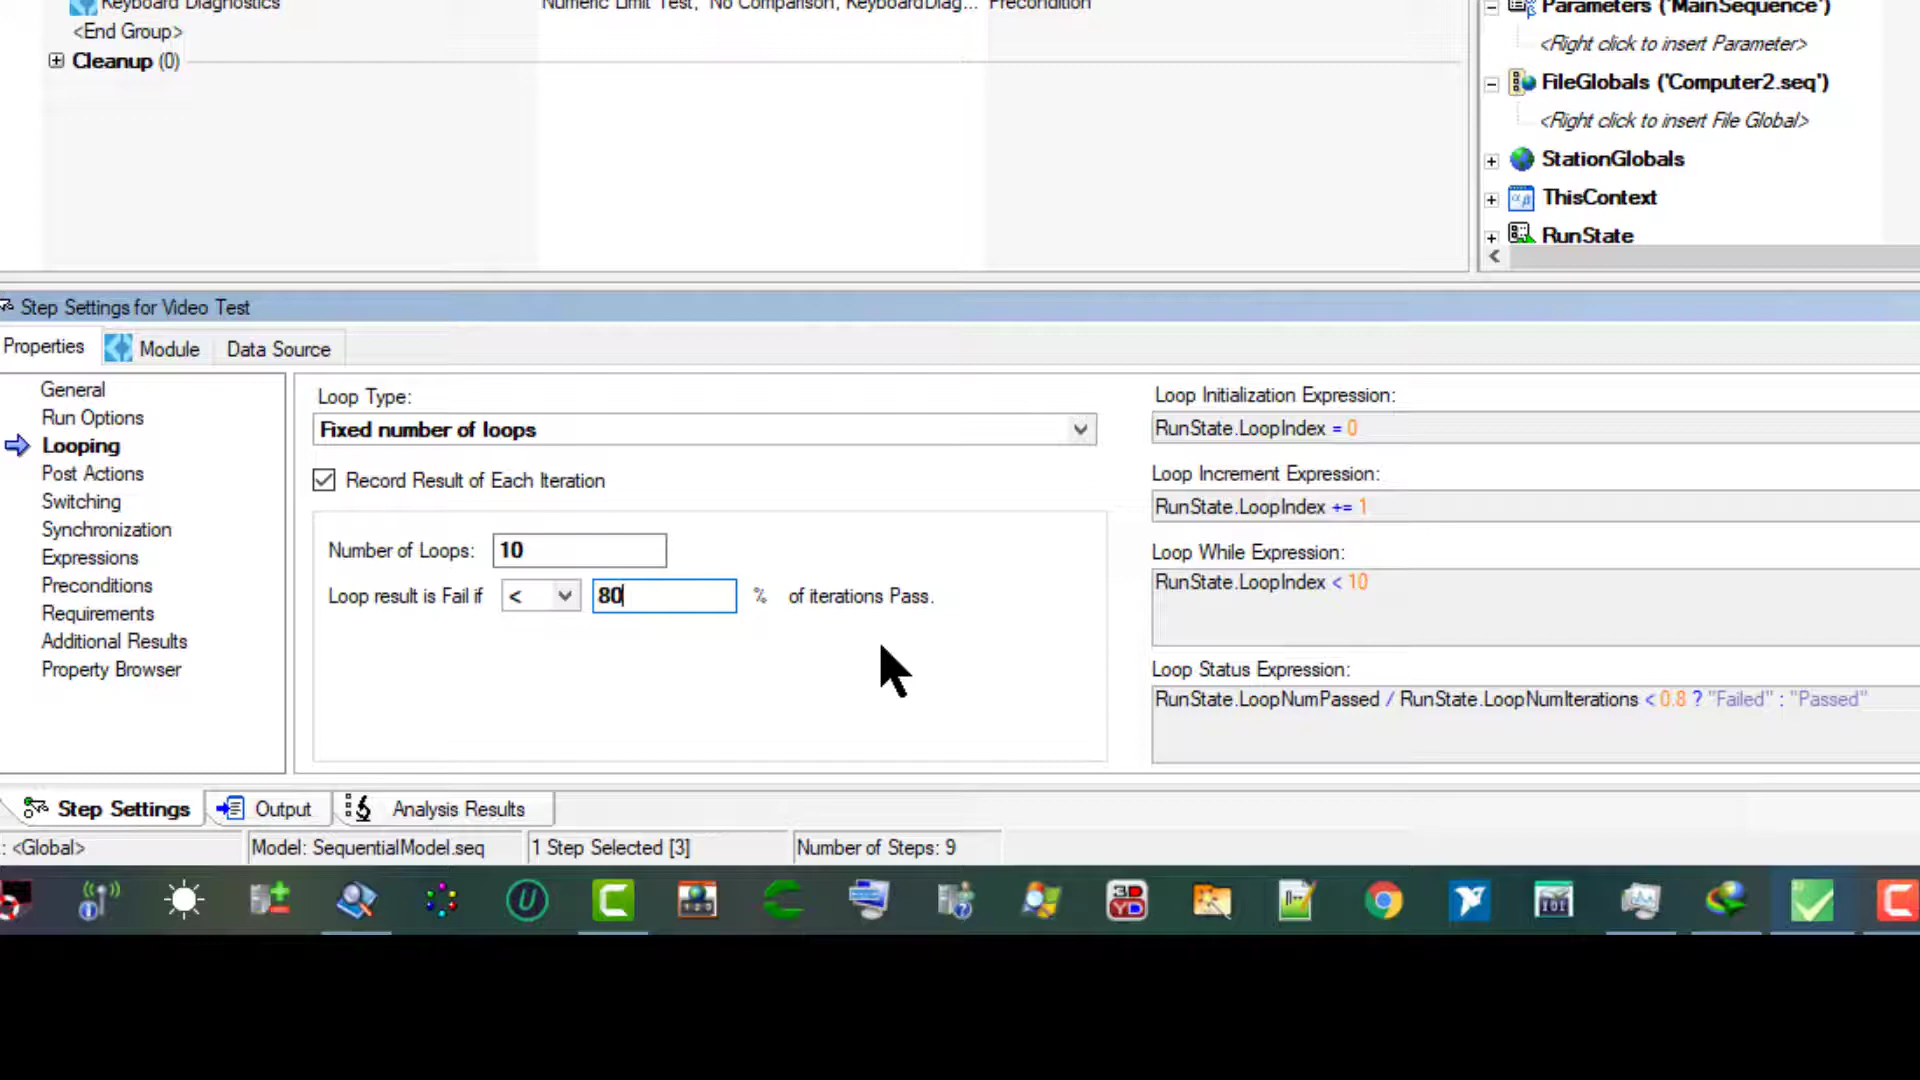 Keyboard Diagnostics
Numeric Limit Test, No Comparison, KeyboardDiag...
Precondition
<End Group>
Cleanup (0)
Parameters ('MainSequence')
<Right click to insert Parameter>
FileGlobals ('Computer2.seq')
<Right click to insert File Global>
StationGlobals
ThisContext
RunState
Step Settings for Video Test
Properties
Module
Data Source
General
Run Options
Looping
Post Actions
Switching
Synchronization
Expressions
Preconditions
Requirements
Additional Results
Property Browser
Loop Type:
Fixed number of loops
Record Result of Each Iteration
Number of Loops: 10
Loop result is Fail if < 80 % of iterations Pass.
Loop Initialization Expression:
RunState.LoopIndex = 0
Loop Increment Expression:
RunState.LoopIndex += 1
Loop While Expression:
RunState.LoopIndex < 10
Loop Status Expression:
RunState.LoopNumPassed / RunState.LoopNumIterations < 0.8 ? "Failed" : "Passed"
Step Settings
Output
Analysis Results
: <Global>
Model: SequentialModel.seq
1 Step Selected [3]
Number of Steps: 9
3D
YD